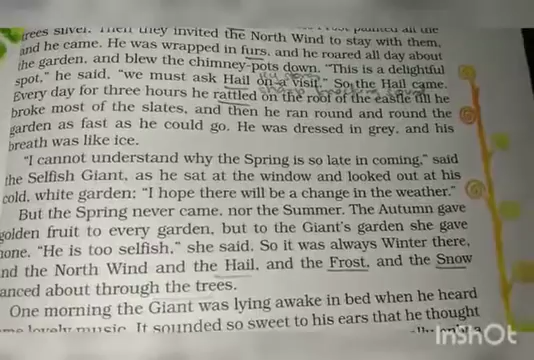 trees silver. Then they invited the North Wind to stay with them,
and he came. He was wrapped in furs, and he roared all day about
the garden, and blew the chimney-pots down. "This is a delightful
spot," he said, "we must ask Hail on a visit." So the Hail came.
Every day for three hours he rattled on the roof of the castle till he
broke most of the slates, and then he ran round and round the
garden as fast as he could go. He was dressed in grey, and his
breath was like ice.
"I cannot understand why the Spring is so late in coming," said
the Selfish Giant, as he sat at the window and looked out at his
cold, white garden; "I hope there will be a change in the weather."
But the Spring never came, nor the Summer. The Autumn gave
golden fruit to every garden, but to the Giant's garden she gave
none. "He is too selfish," she said. So it was always Winter there,
nd the North Wind and the Hail, and the Frost, and the Snow
anced about through the trees.
One morning the Giant was lying awake in bed when he heard
me lovely music. It sounded so sweet to his ears that he thought
InShOt